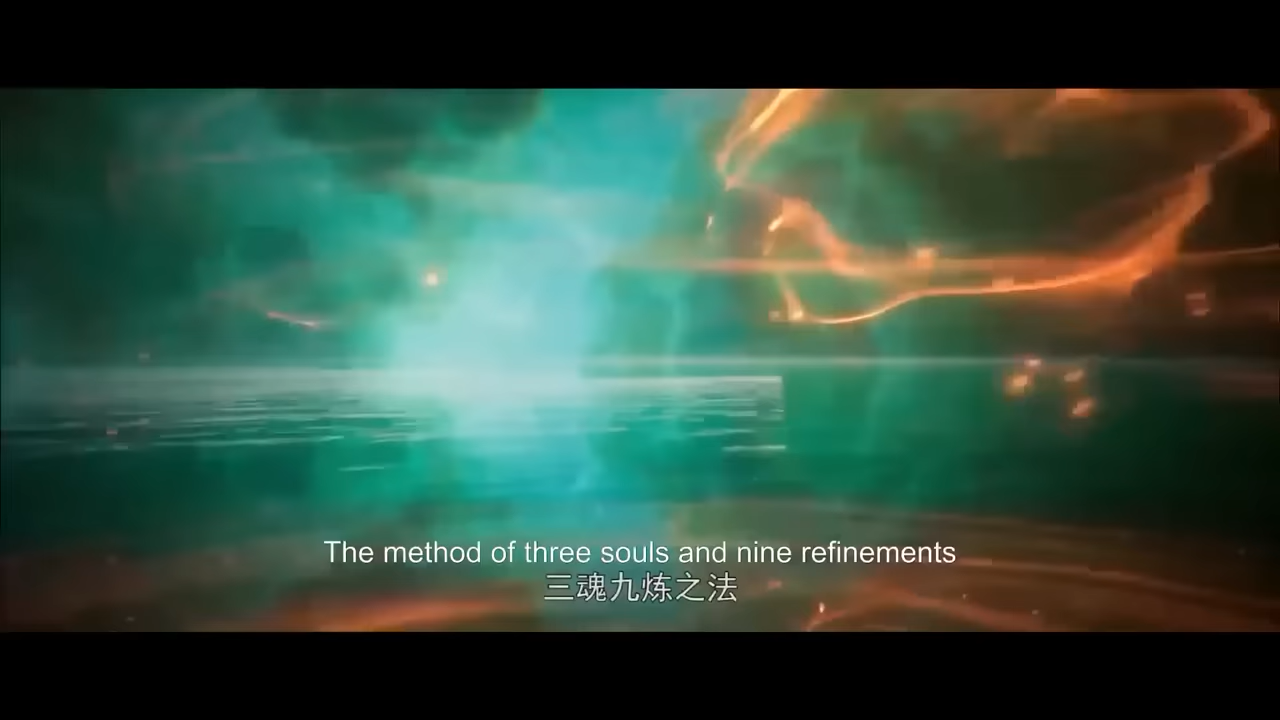 The method of three souls and nine refinements
三魂九炼之法